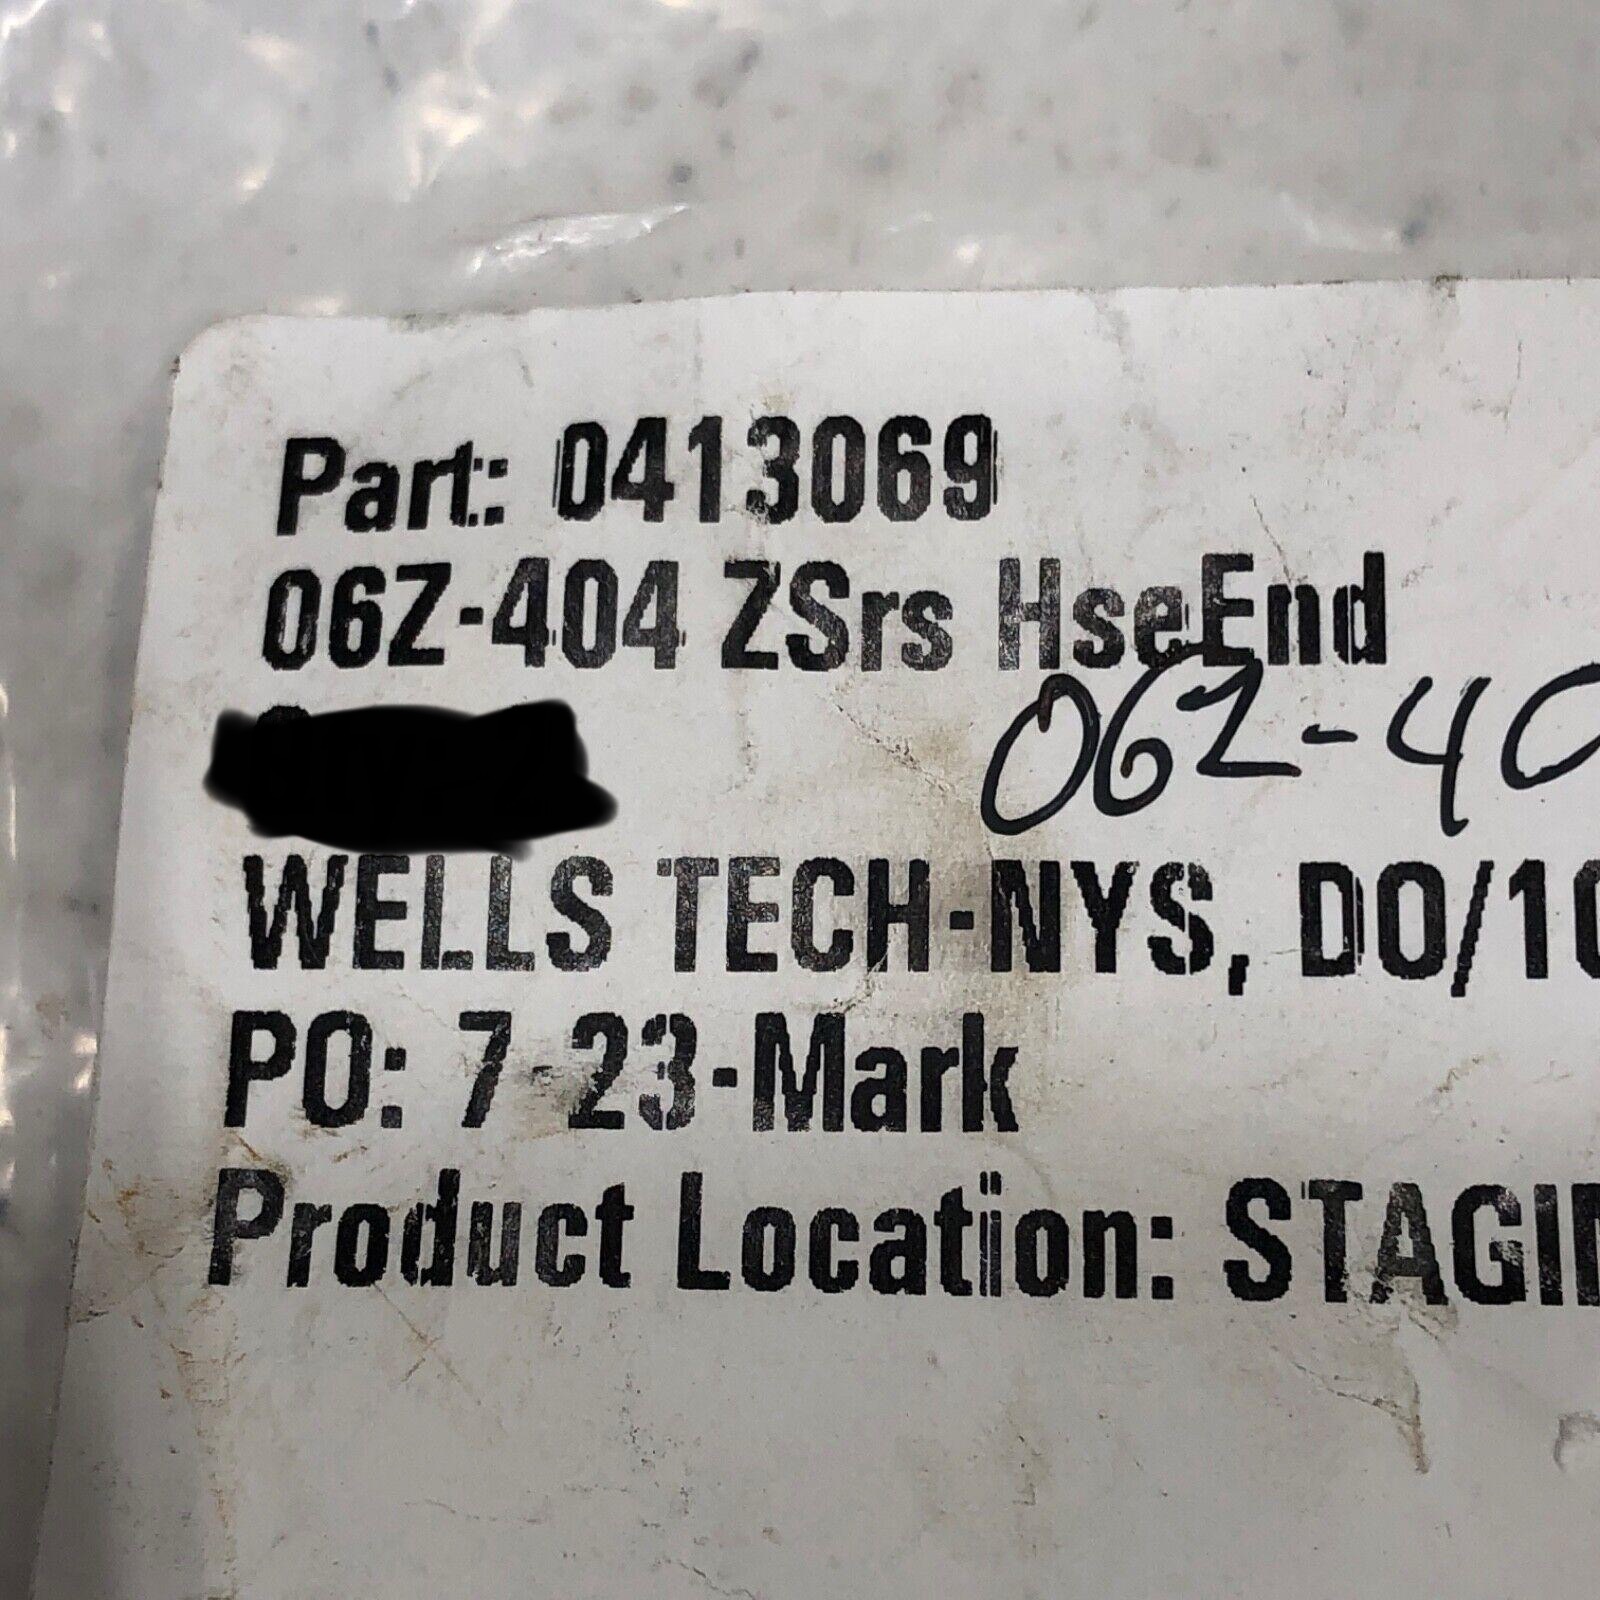 Part: 0413069
06Z-404 ZSrs HseEnd
06Z-40
WELLS TECH-NYS, DO/10
PO: 7-23-Mark
Product Location: STAGIN